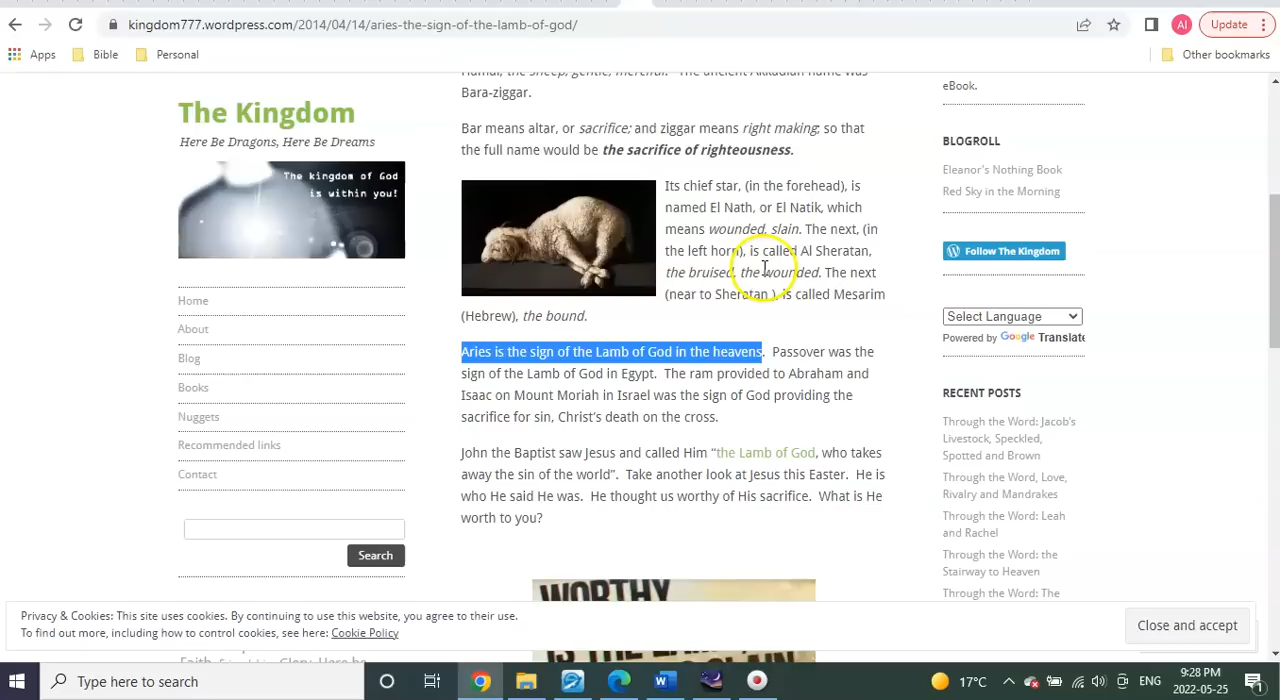 kingdom777.wordpress.com/2014/04/14/aries-the-sign-of-the-lamb-of-god/
AI
Update
Apps
Bible
Personal
Other bookmarks
The Kingdom
Here Be Dragons, Here Be Dreams
The kingdom of God
is within you!
Home
About
Blog
Books
Nuggets
Recommended links
Contact
Search
Hamal, the sheep, gentle, merciful. The ancient Akkadian name was
Bara-ziggar.
Bar means altar, or sacrifice; and ziggar means right making; so that
the full name would be the sacrifice of righteousness.
Its chief star, (in the forehead), is
named El Nath, or El Natik, which
means wounded, slain. The next, (in
the left horn), is called Al Sheratan,
the bruised, the wounded. The next
(near to Sheratan ), is called Mesarim
(Hebrew), the bound.
Aries is the sign of the Lamb of God in the heavens. Passover was the
sign of the Lamb of God in Egypt. The ram provided to Abraham and
Isaac on Mount Moriah in Israel was the sign of God providing the
sacrifice for sin, Christ's death on the cross.
John the Baptist saw Jesus and called Him "the Lamb of God, who takes
away the sin of the world". Take another look at Jesus this Easter. He is
who He said He was. He thought us worthy of His sacrifice. What is He
worth to you?
WORTHY
eBook.
BLOGROLL
Eleanor's Nothing Book
Red Sky in the Morning
Follow The Kingdom
Select Language
Powered by Google Translate
RECENT POSTS
Through the Word: Jacob's
Livestock, Speckled,
Spotted and Brown
Through the Word, Love,
Rivalry and Mandrakes
Through the Word: Leah
and Rachel
Through the Word: the
Stairway to Heaven
Through the Word: The
Privacy & Cookies: This site uses cookies. By continuing to use this website, you agree to their use.
To find out more, including how to control cookies, see here: Cookie Policy
Close and accept
Type here to search
17°C
ENG
9:28 PM
2022-05-25
1